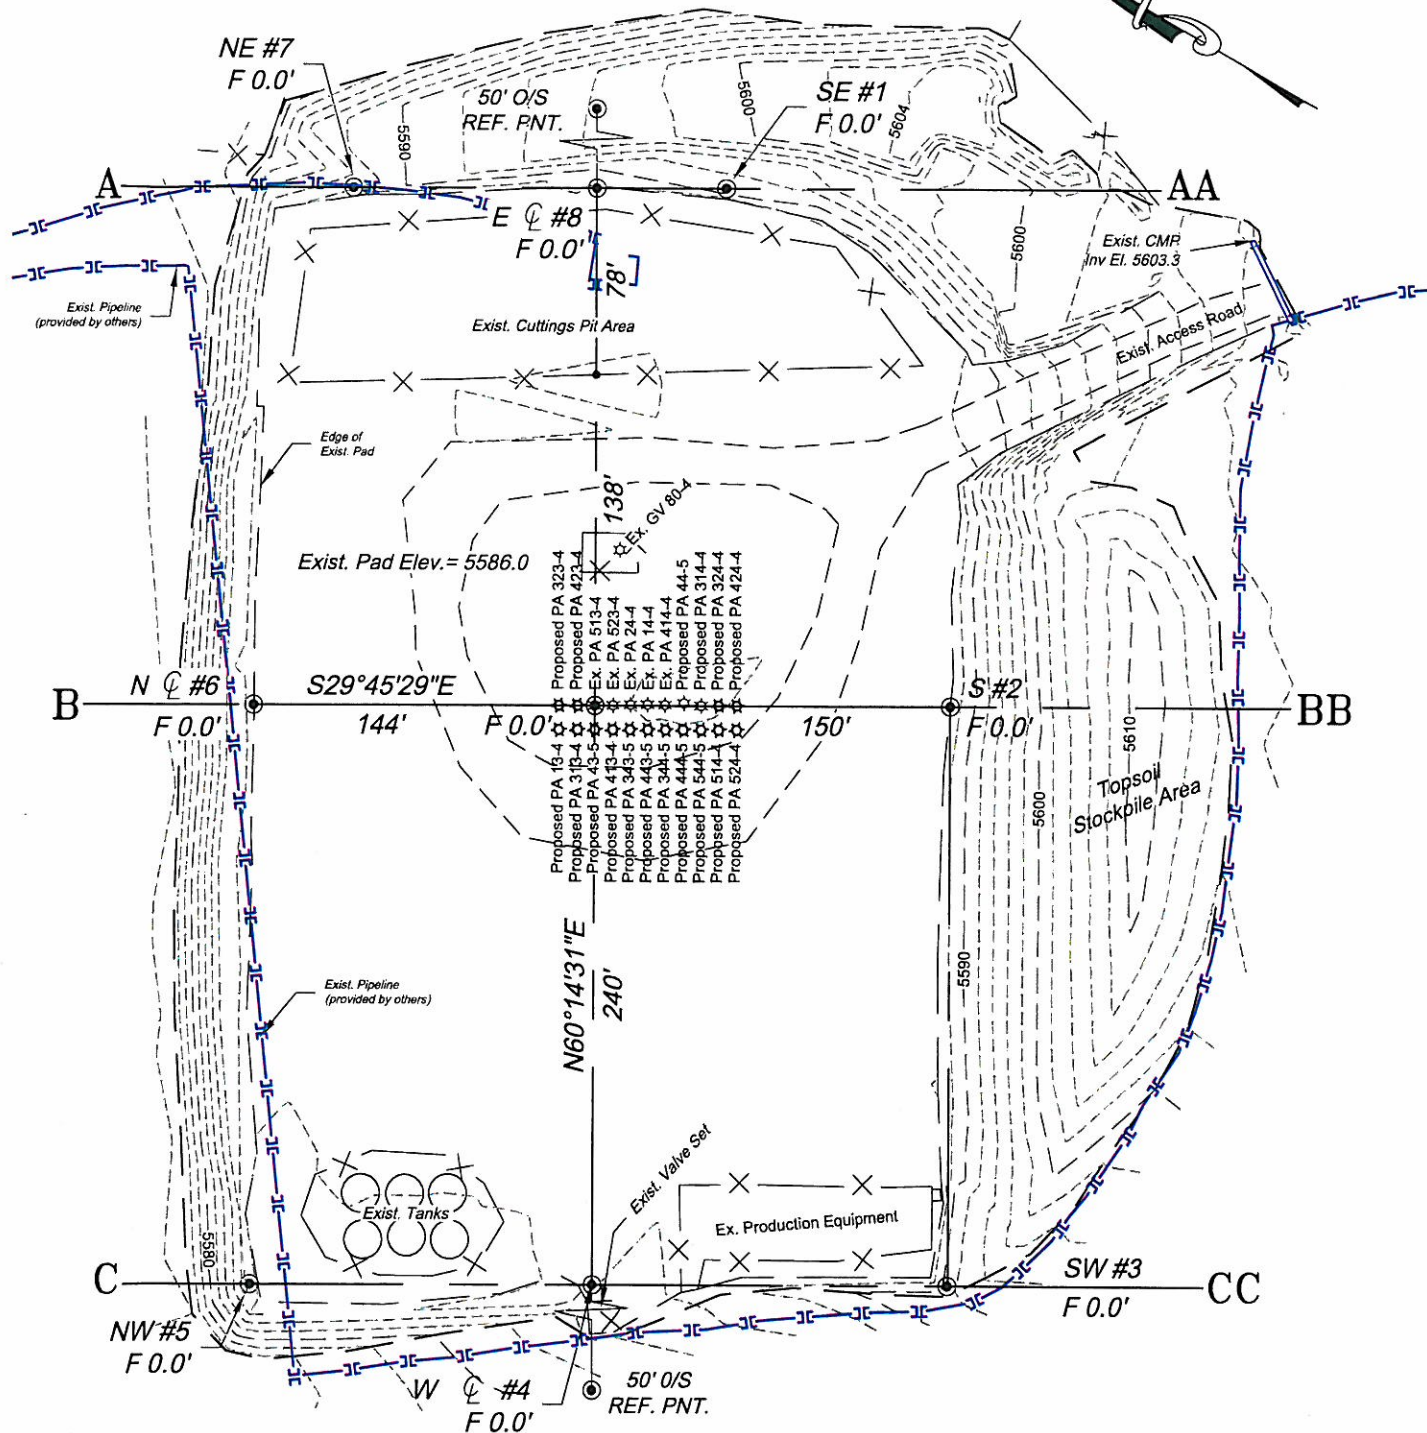 NE #7
F 0.0'
50' O/S
REF. PNT.
5590
5600
SE #1
F 0.0'
5604
A
AA
E ℄ #8
F 0.0'
78'
5600
Exist. CMP
Inv El. 5603.3
Exist. Pipeline
(provided by others)
Exist. Cuttings Pit Area
Exist. Access Road
Edge of
Exist. Pad
138'
Ex. GV 80-4
Exist. Pad Elev.= 5586.0
Proposed PA 323-4
Proposed PA 423-4
Ex. PA 513-4
Ex. PA 523-4
Ex. PA 24-4
Ex. PA 14-4
Ex. PA 414-4
Proposed PA 44-5
Proposed PA 314-4
Proposed PA 324-4
Proposed PA 424-4
B
N ℄ #6
F 0.0'
S29°45'29"E
144'
F 0.0'
150'
S #2
F 0.0'
BB
Proposed PA 13-4
Proposed PA 313-4
Proposed PA 43-5
Proposed PA 413-4
Proposed PA 343-5
Proposed PA 443-5
Proposed PA 344-5
Proposed PA 444-5
Proposed PA 544-5
Proposed PA 514-4
Proposed PA 524-4
5610
5600
Topsoil
Stockpile Area
N60°14'31"E
240'
5590
Exist. Pipeline
(provided by others)
Exist. Valve Set
Exist. Tanks
Ex. Production Equipment
5580
C
CC
SW #3
F 0.0'
NW #5
F 0.0'
W ℄ #4
F 0.0'
50' 0/S
REF. PNT.